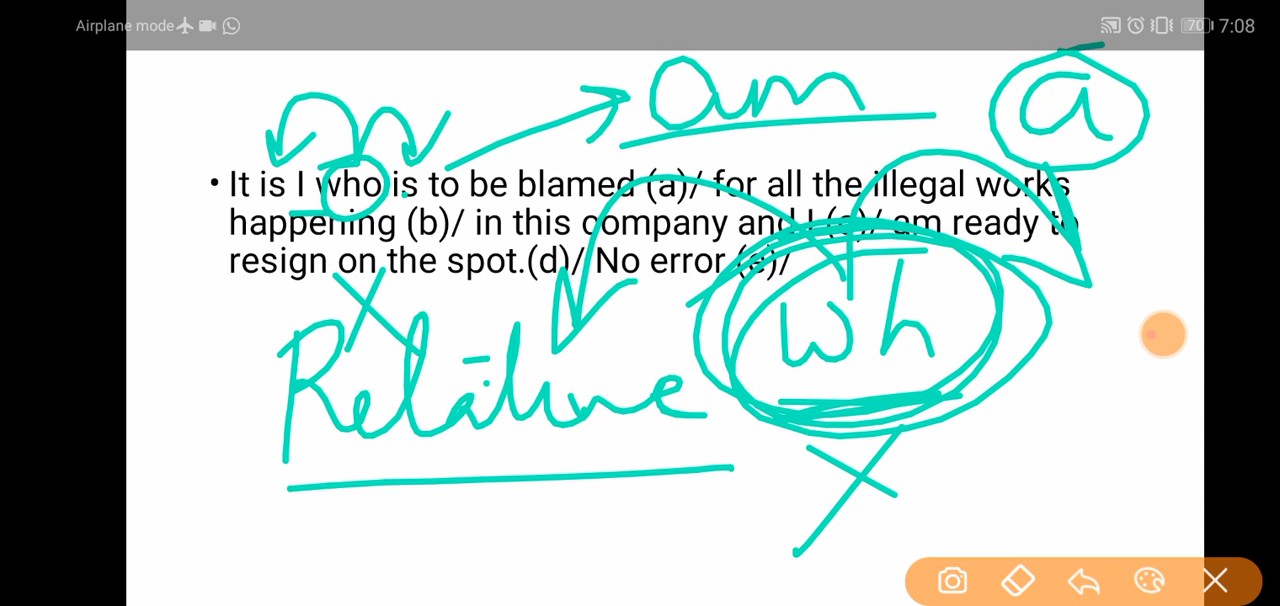 Airplane mode 70 7:08
am a
• It is I who is to be blamed (a)/ for all the illegal works
happening (b)/ in this company and I (c)/ am ready to
resign on the spot.(d)/ No error (e)/
wh
Relative